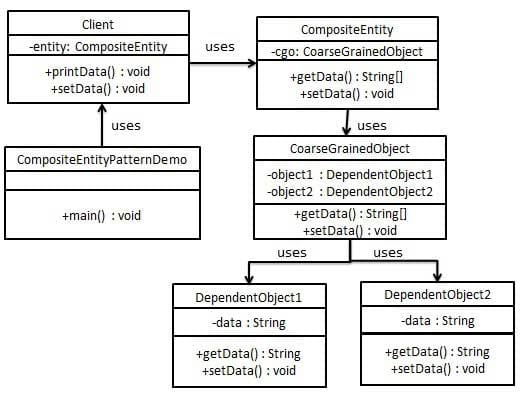 Client
-entity: CompositeEntity
+printData() : void
+setData() : void
uses
CompositeEntity
-cgo: CoarseGrainedObject
+getData() : String[]
+setData() : void
uses
uses
CompositeEntityPatternDemo
+main() : void
CoarseGrainedObject
-object1 : DependentObject1
-object2 : DependentObject2
+getData() : String[]
+setData() : void
uses
uses
DependentObject1
-data : String
+getData() : String
+setData() : void
DependentObject2
-data : String
+getData() : String
+setData() : void